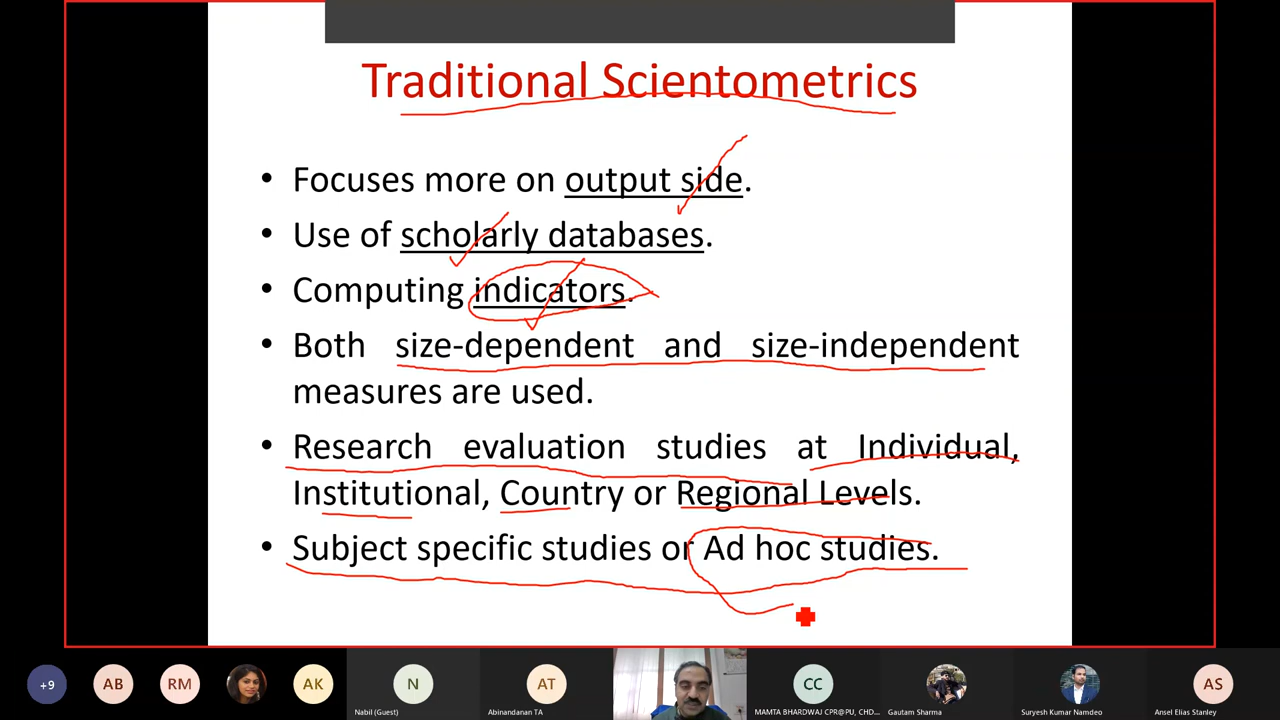 Traditional Scientometrics
• Focuses more on output side.
• Use of scholarly databases.
• Computing indicators.
• Both size-dependent and size-independent
measures are used.
• Research evaluation studies at Individual,
Institutional, Country or Regional Levels.
• Subject specific studies or Ad hoc studies.
+9 AB RM AK N AT CC AS
Nabil (Guest) Abinandanan TA MAMTA BHARDWAJ CPR@PU, CHD... Gautam Sharma Suryesh Kumar Namdeo Ansel Elias Stanley